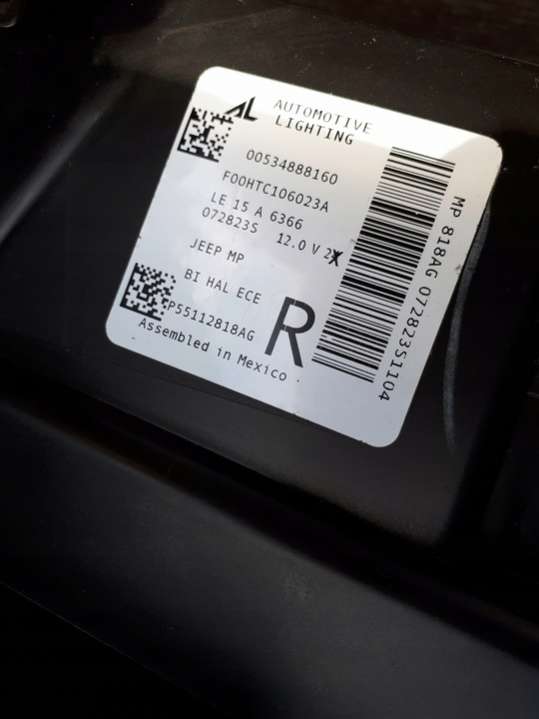 AL AUTOMOTIVE
LIGHTING
00534888160
F00HTC106023A
LE 15 A 6366
072823S 12.0 V
JEEP MP
BI HAL ECE
P55112818AG
R
Assembled in Mexico
MP 818AG 072823S1104